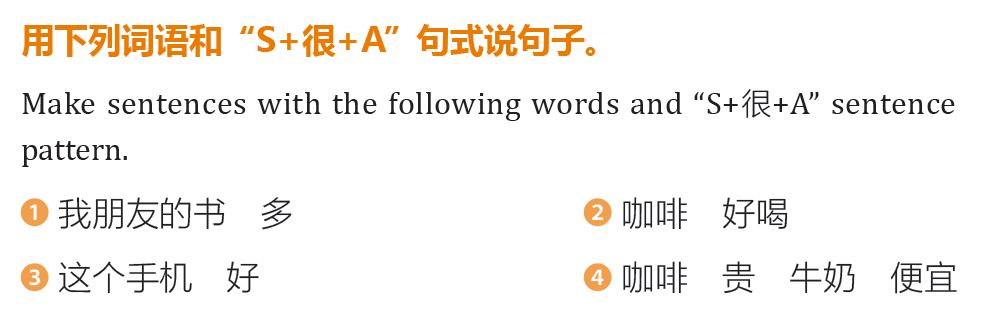 用下列词语和“S+很+A”句式说句子。
Make sentences with the following words and “S+很+A” sentence
pattern.
1 我朋友的书 多 2 咖啡 好喝
3 这个手机 好 4 咖啡 贵 牛奶 便宜